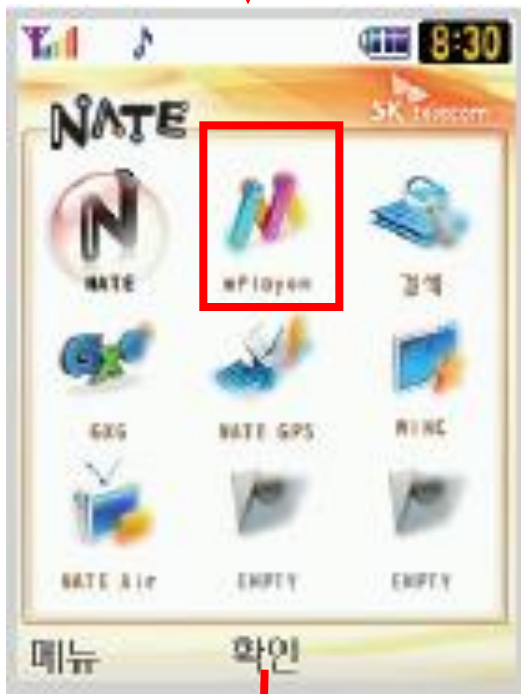 8:30
NATE
SK Telecom
NATE mPlayon 검색
GXG NATE GPS WINC
NATE Air EMPTY EMPTY
메뉴 확인